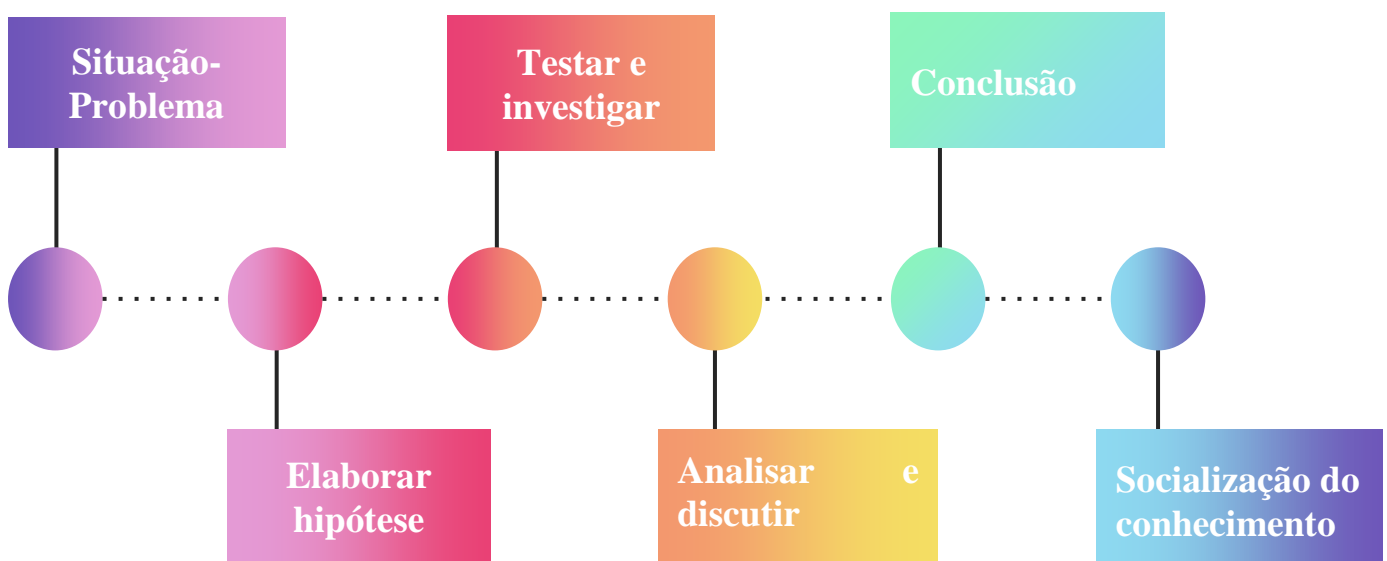 Situação-
Problema
Elaborar
hipótese
Testar e
investigar
Analisar e
discutir
Conclusão
Socialização do
conhecimento